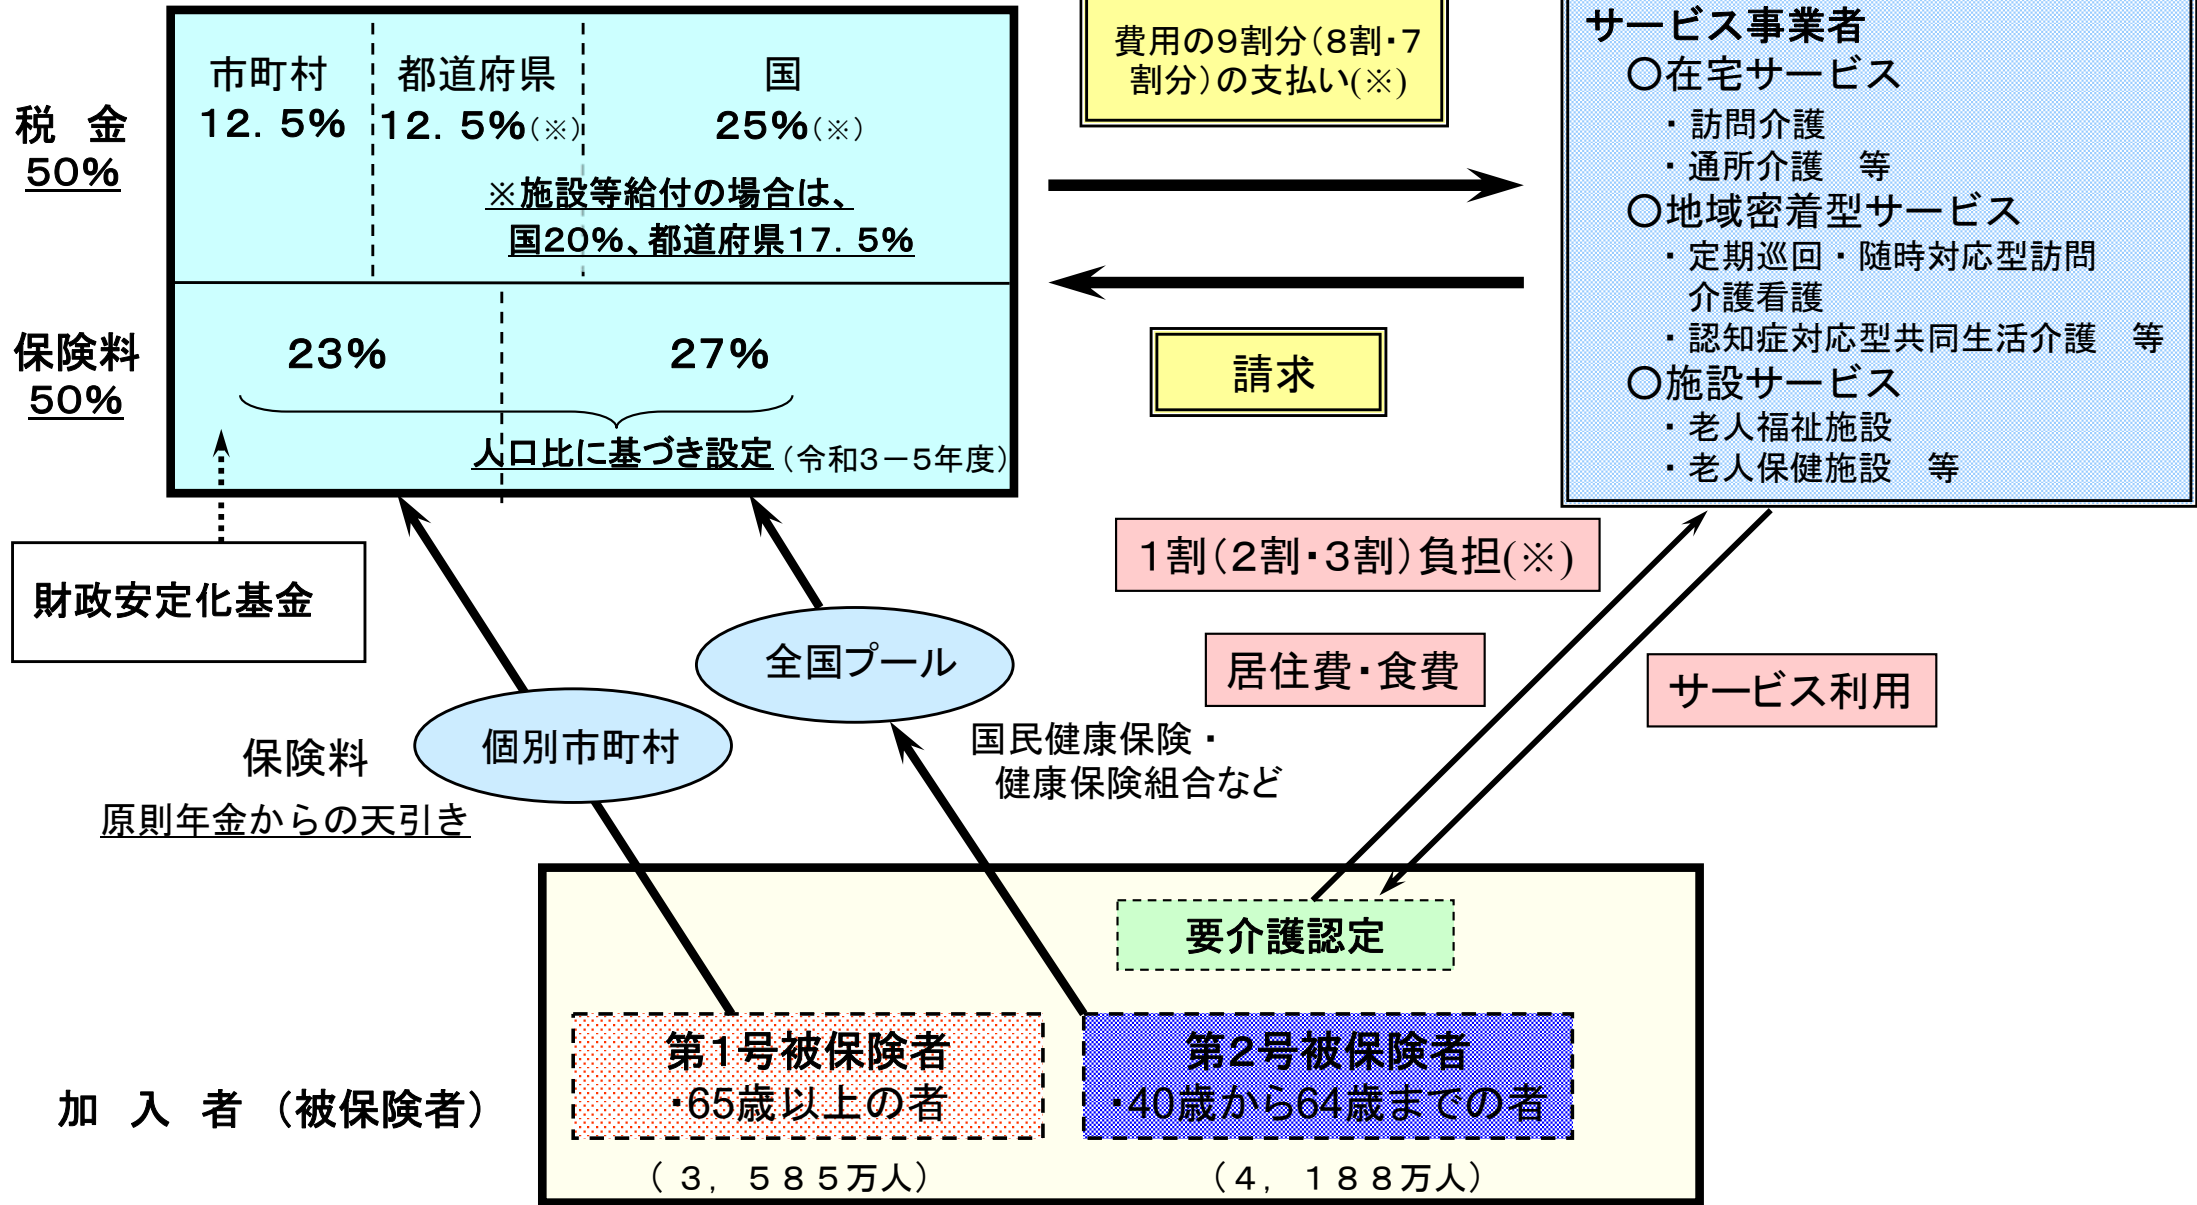 税　金
50%
市町村
12．5%
都道府県
12．5%(※)
国
25%(※)
※施設等給付の場合は、
国20%、都道府県17．5%
保険料
50%
23%
27%
人口比に基づき設定（令和3－5年度）
財政安定化基金
費用の9割分（8割・7
割分）の支払い(※)
請求
サービス事業者
○在宅サービス
・訪問介護
・通所介護　等
○地域密着型サービス
・定期巡回・随時対応型訪問
介護看護
・認知症対応型共同生活介護　等
○施設サービス
・老人福祉施設
・老人保健施設　等
1割（2割・3割）負担(※)
居住費・食費
サービス利用
全国プール
個別市町村
国民健康保険・
健康保険組合など
保険料
原則年金からの天引き
要介護認定
第1号被保険者
・65歳以上の者
第2号被保険者
・40歳から64歳までの者
加　入　者　（被保険者）
（３，５８５万人）
（４，１８８万人）